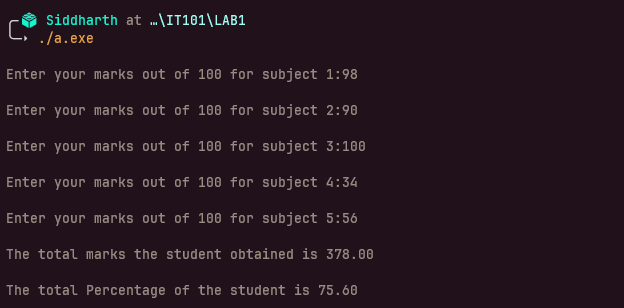 Siddharth at …\IT101\LAB1
./a.exe
Enter your marks out of 100 for subject 1:98
Enter your marks out of 100 for subject 2:90
Enter your marks out of 100 for subject 3:100
Enter your marks out of 100 for subject 4:34
Enter your marks out of 100 for subject 5:56
The total marks the student obtained is 378.00
The total Percentage of the student is 75.60